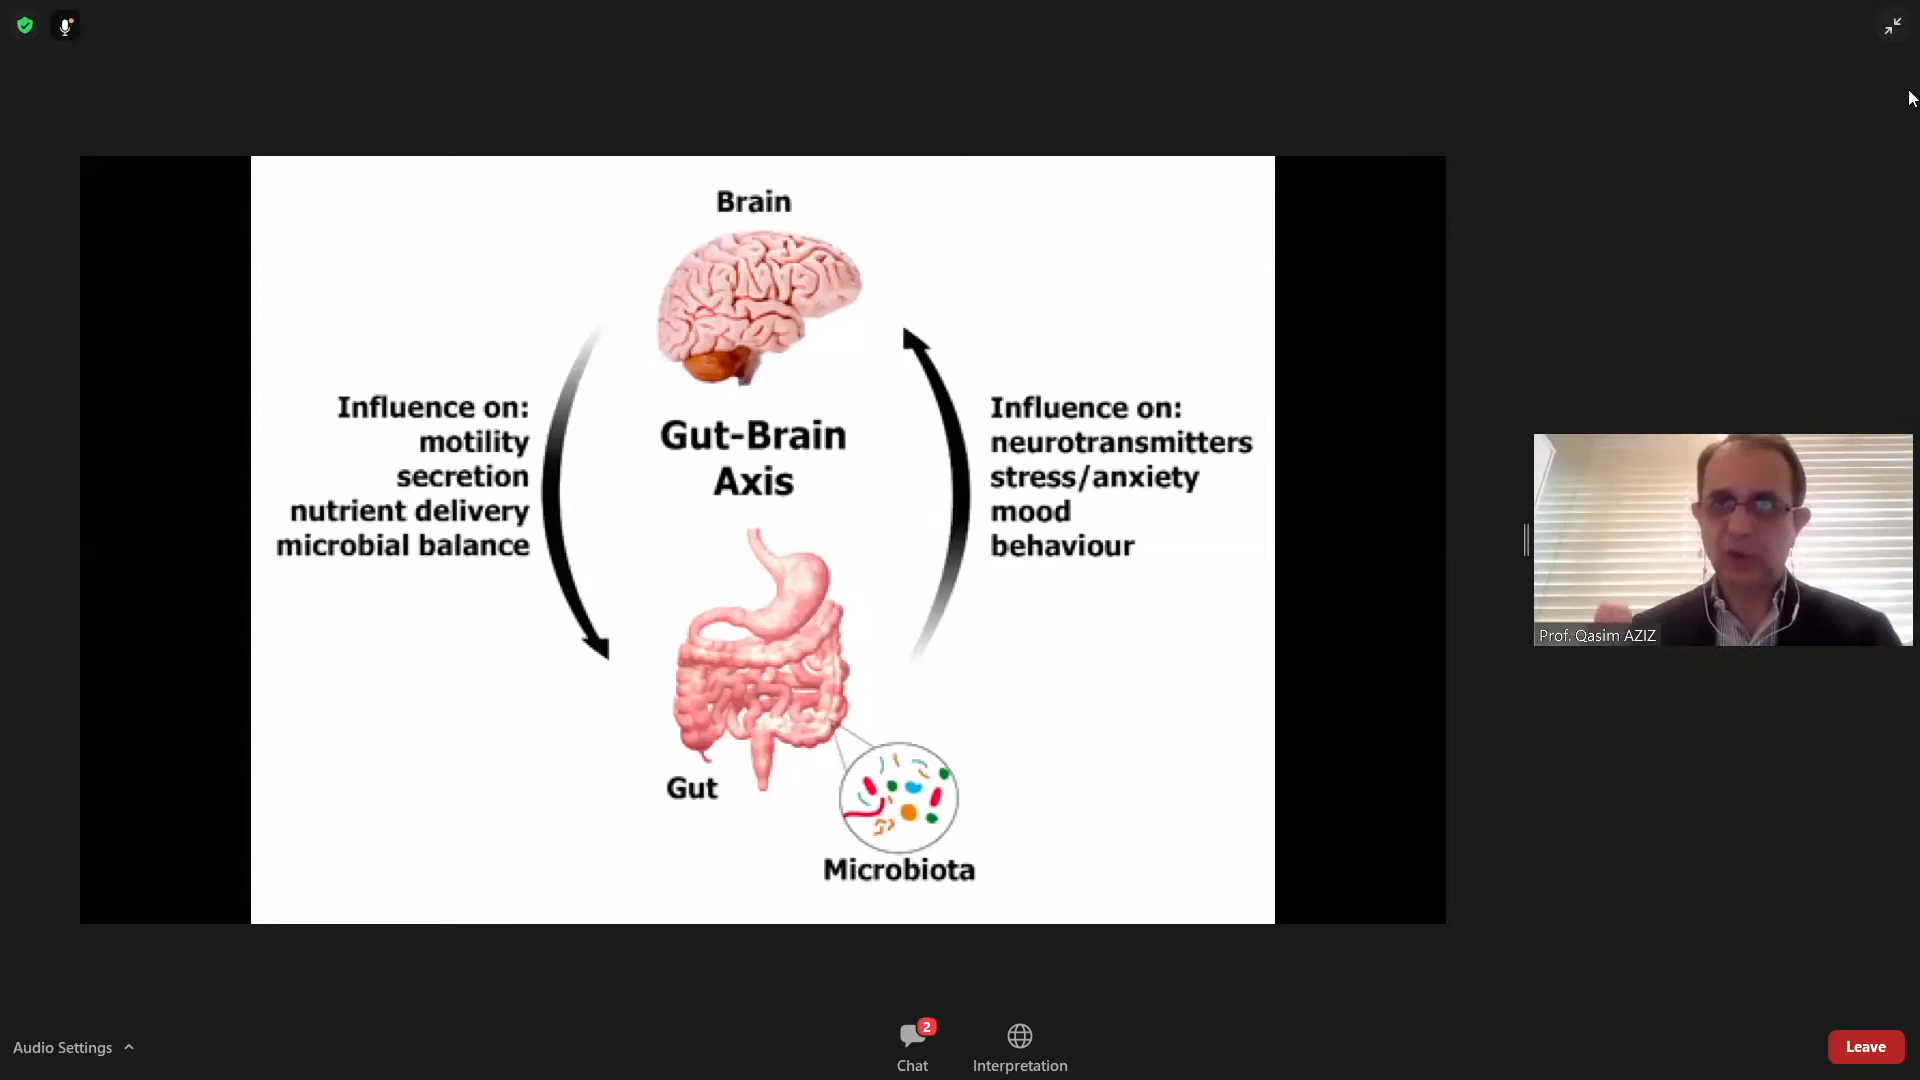 Brain
Influence on:
motility
secretion
nutrient delivery
microbial balance
Gut-Brain
Axis
Influence on:
neurotransmitters
stress/anxiety
mood
behaviour
Gut
Microbiota
Prof. Qasim AZIZ
Audio Settings
2
Chat
Interpretation
Leave